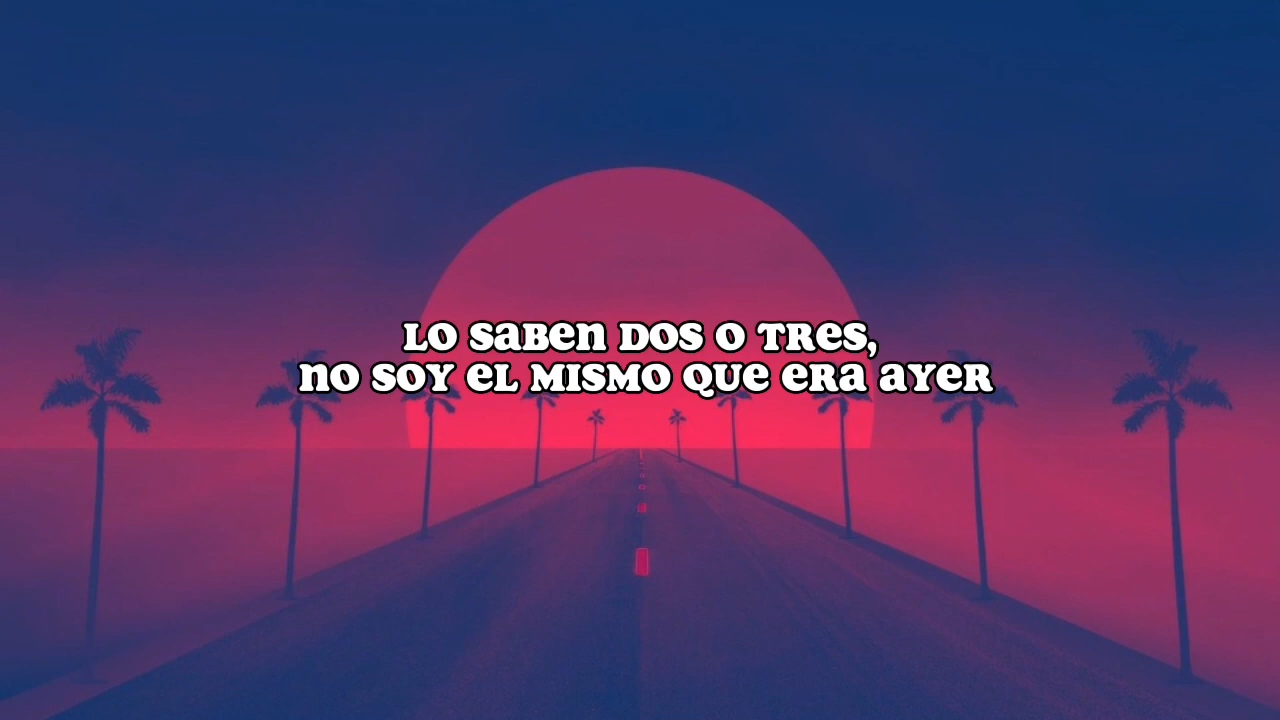 LO SABEN DOS O TRES,
NO SOY EL MISMO QUE ERA AYER